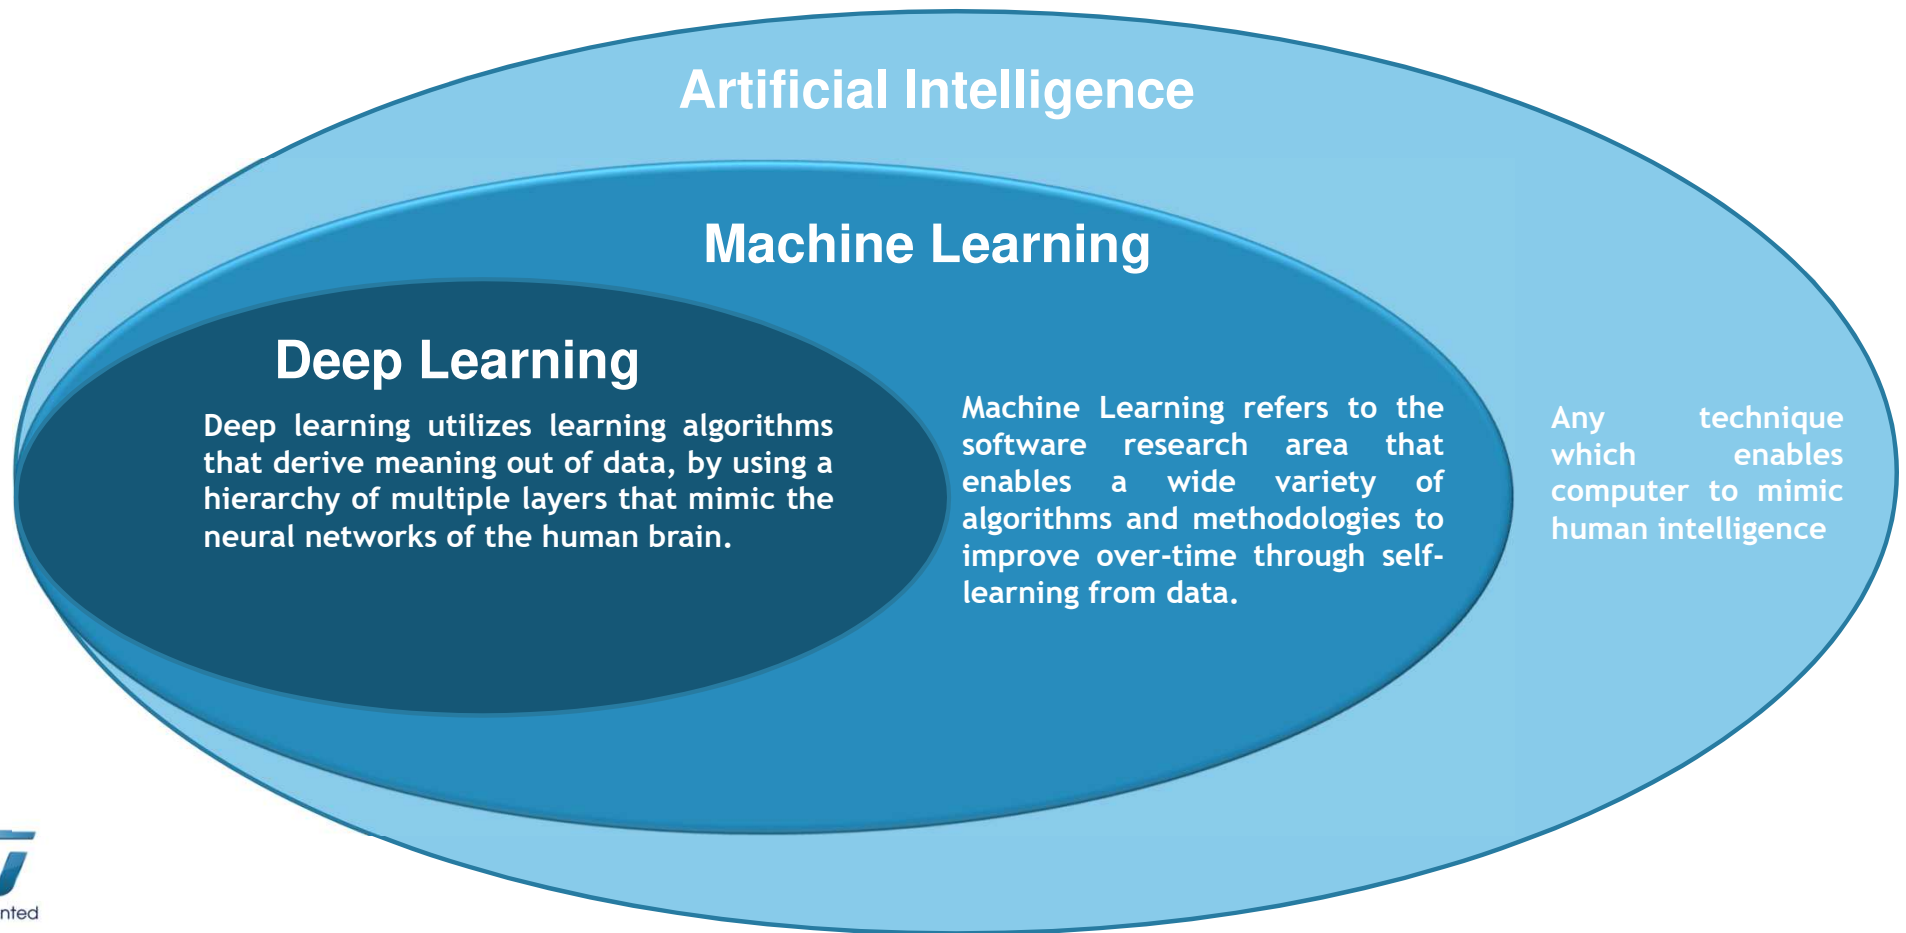 Artificial Intelligence
Machine Learning
Deep Learning
Deep learning utilizes learning algorithms
that derive meaning out of data, by using a
hierarchy of multiple layers that mimic the
neural networks of the human brain.
Machine Learning refers to the
software research area that
enables a wide variety of
algorithms and methodologies to
improve over-time through self-
learning from data.
Any technique
which enables
computer to mimic
human intelligence
nted